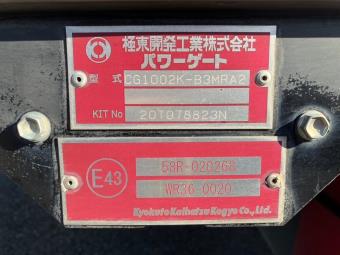 極東開発工業株式会社
パワーゲート
型式 CG1002K-B3MRA2
KIT No 20T078823N
E43 58R-020268
WR36-0020
Kyokuto Kaihatsu Kogyo Co., Ltd.